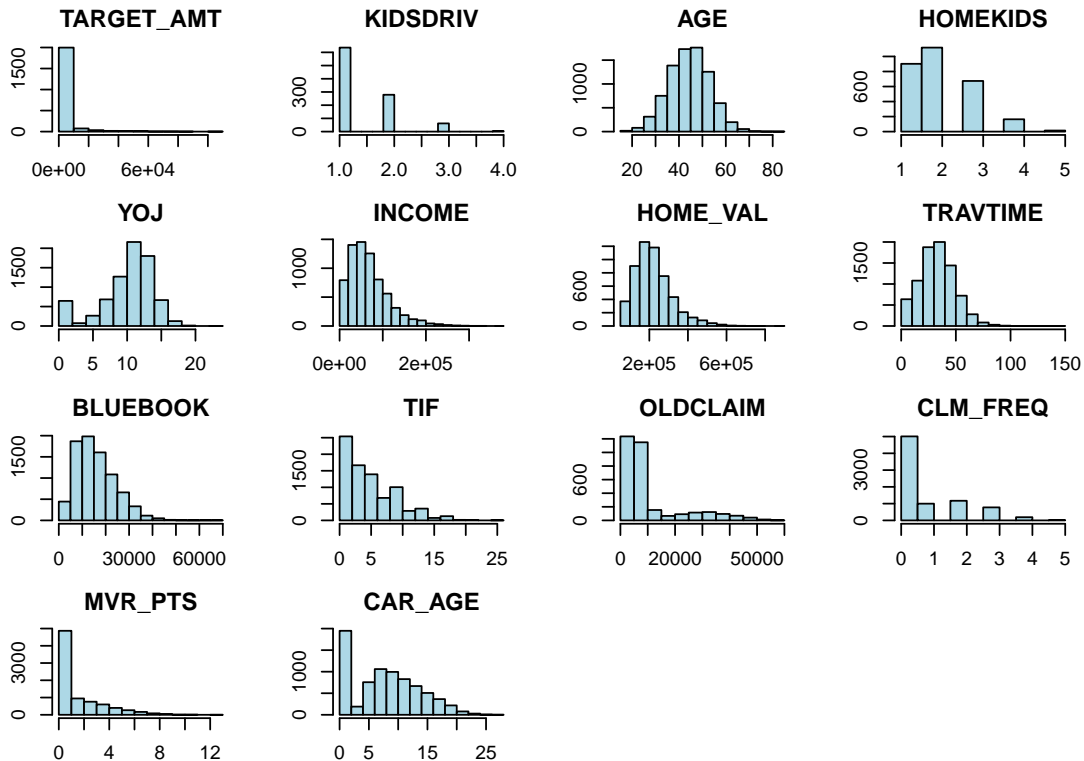 TARGET_AMT KIDSDRIV AGE HOMEKIDS
0 1500
0 300
0 1000
0 600
0e+00 6e+04
1.0 2.0 3.0 4.0
20 40 60 80
1 2 3 4 5
YOJ INCOME HOME_VAL TRAVTIME
0 1500
0 1000
0 600
0 1500
0 5 10 20
0e+00 2e+05
2e+05 6e+05
0 50 100 150
BLUEBOOK TIF OLDCLAIM CLM_FREQ
0 1500
0 1500
0 600
0 3000
0 30000 60000
0 5 15 25
0 20000 50000
0 1 2 3 4 5
MVR_PTS CAR_AGE
0 3000
0 1000
0 4 8 12
0 5 15 25